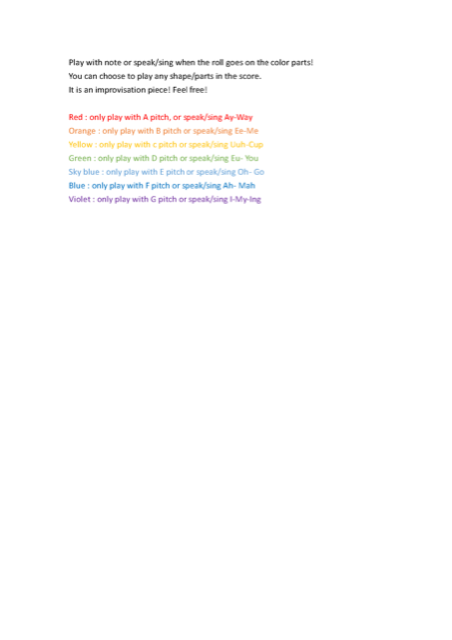 Play with note or speak/sing when the roll goes on the color parts!
You can choose to play any shape/parts in the score.
It is an improvisation piece! Feel free!
Red : only play with A pitch, or speak/sing Ay-Way
Orange : only play with B pitch or speak/sing Ee-Me
Yellow : only play with c pitch or speak/sing Uuh-Cup
Green : only play with D pitch or speak/sing Eu- You
Sky blue : only play with E pitch or speak/sing Oh- Go
Blue : only play with F pitch or speak/sing Ah- Mah
Violet : only play with G pitch or speak/sing I-My-Ing